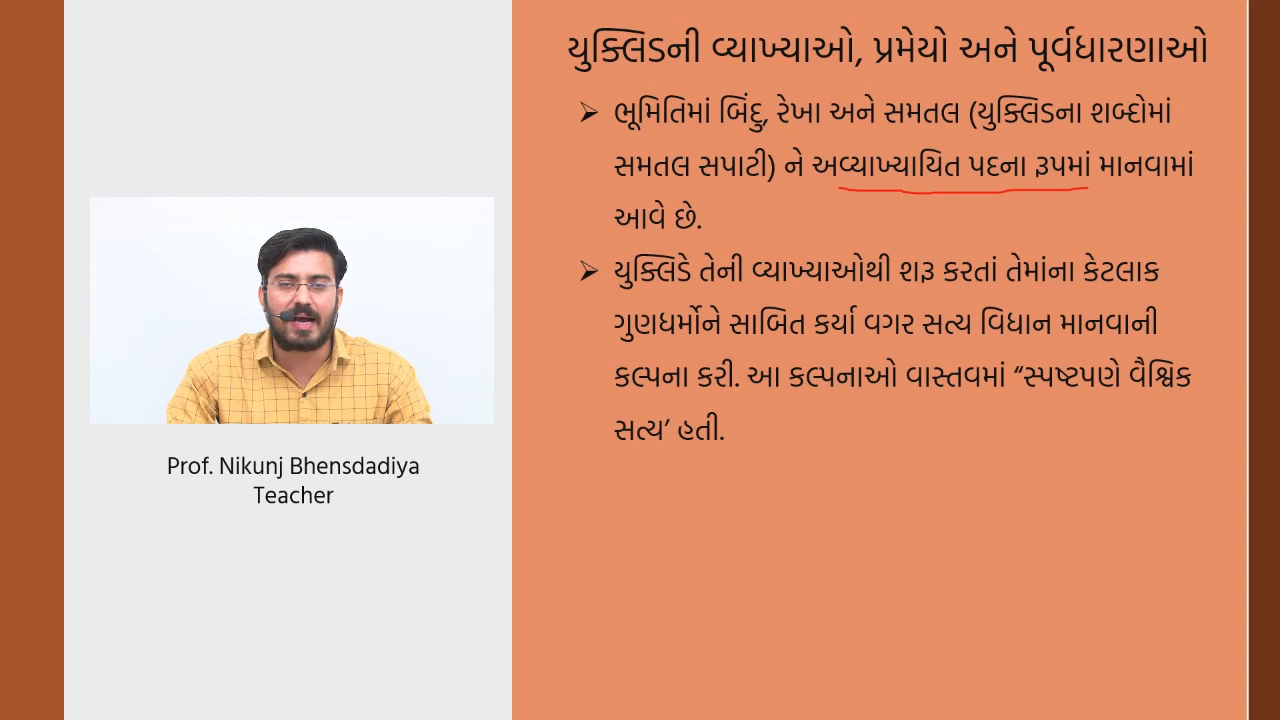 યુક્લિડની વ્યાખ્યાઓ, પ્રમેયો અને પૂર્વધારણાઓ
➤ ભૂમિતિમાં બિંદુ, રેખા અને સમતલ (યુક્લિડના શબ્દોમાં
સમતલ સપાટી) ને અવ્યાખ્યાયિત પદના રૂપમાં માનવામાં
આવે છે.
➤ યુક્લિડે તેની વ્યાખ્યાઓથી શરૂ કરતાં તેમાંના કેટલાક
ગુણધર્મોને સાબિત કર્યા વગર સત્ય વિધાન માનવાની
કલ્પના કરી. આ કલ્પનાઓ વાસ્તવમાં “સ્પષ્ટપણે વૈશ્વિક
સત્ય’ હતી.
Prof. Nikunj Bhensdadiya
Teacher